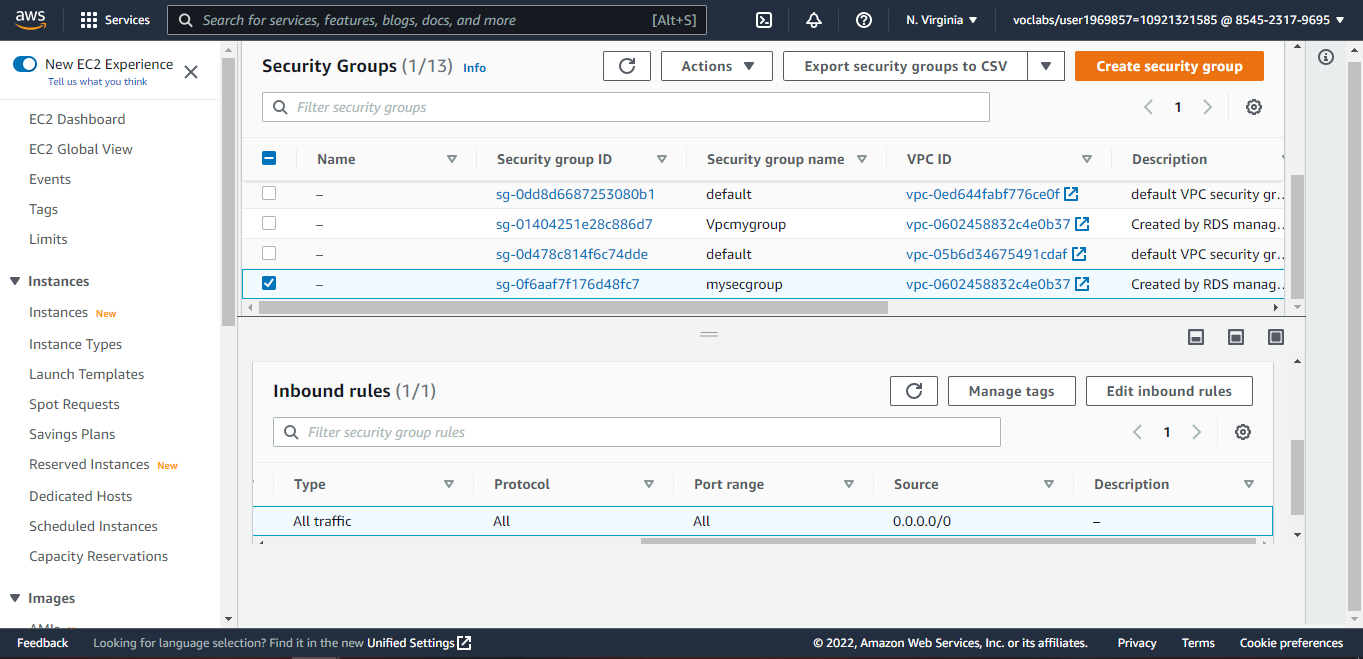 aws
Services
Search for services, features, blogs, docs, and more
[Alt+S]
N. Virginia
voclabs/user1969857=10921321585 @ 8545-2317-9695
New EC2 Experience
Tell us what you think
EC2 Dashboard
EC2 Global View
Events
Tags
Limits
Instances
Instances New
Instance Types
Launch Templates
Spot Requests
Savings Plans
Reserved Instances New
Dedicated Hosts
Scheduled Instances
Capacity Reservations
Images
Security Groups (1/13) Info
Actions
Export security groups to CSV
Create security group
Filter security groups
1
Name Security group ID Security group name VPC ID Description
– sg-0dd8d6687253080b1 default vpc-0ed644fabf776ce0f default VPC security gr...
– sg-01404251e28c886d7 Vpcmygroup vpc-0602458832c4e0b37 Created by RDS manag...
– sg-0d478c814f6c74dde default vpc-05b6d34675491cdaf default VPC security gr...
– sg-0f6aaf7f176d48fc7 mysecgroup vpc-0602458832c4e0b37 Created by RDS manag...
Inbound rules (1/1)
Manage tags
Edit inbound rules
Filter security group rules
1
Type Protocol Port range Source Description
All traffic All All 0.0.0.0/0 –
Feedback
Looking for language selection? Find it in the new Unified Settings
© 2022, Amazon Web Services, Inc. or its affiliates.
Privacy
Terms
Cookie preferences